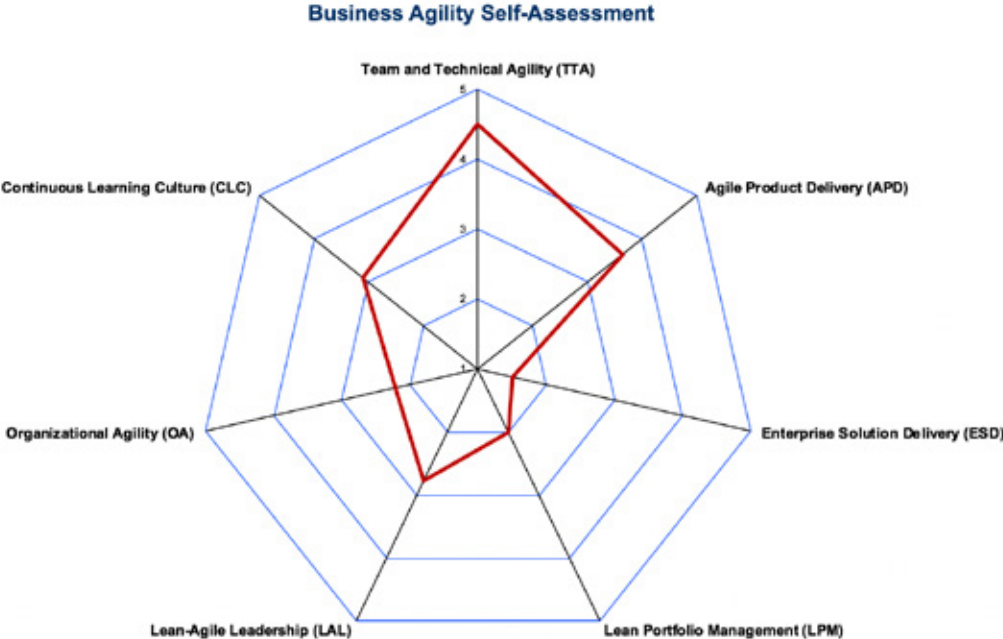 Business Agility Self-Assessment
Team and Technical Agility (TTA)
5
4
3
2
1
Continuous Learning Culture (CLC)
Agile Product Delivery (APD)
Organizational Agility (OA)
Enterprise Solution Delivery (ESD)
Lean-Agile Leadership (LAL)
Lean Portfolio Management (LPM)